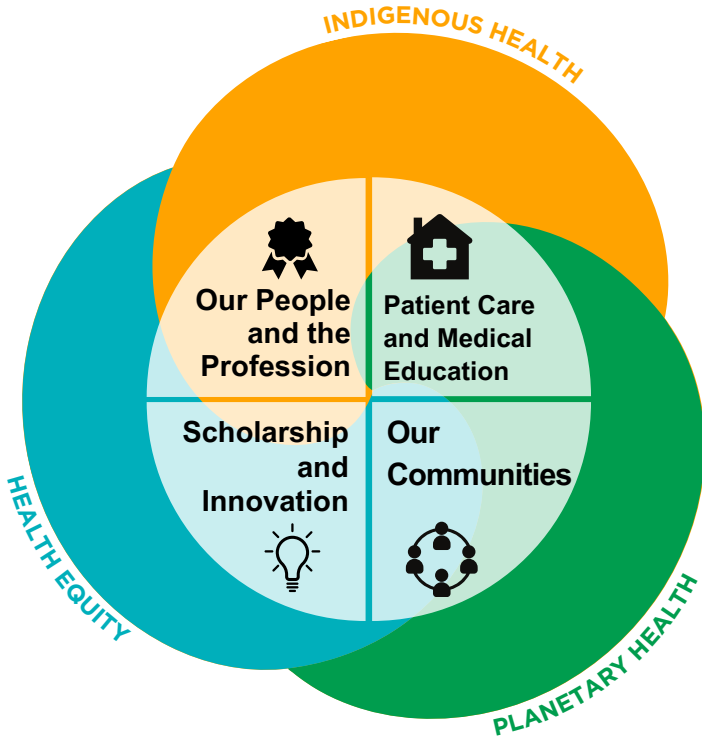 INDIGENOUS HEALTH
Our People
and the
Profession
Patient Care
and Medical
Education
Scholarship
and
Innovation
Our
Communities
HEALTH EQUITY
PLANETARY HEALTH